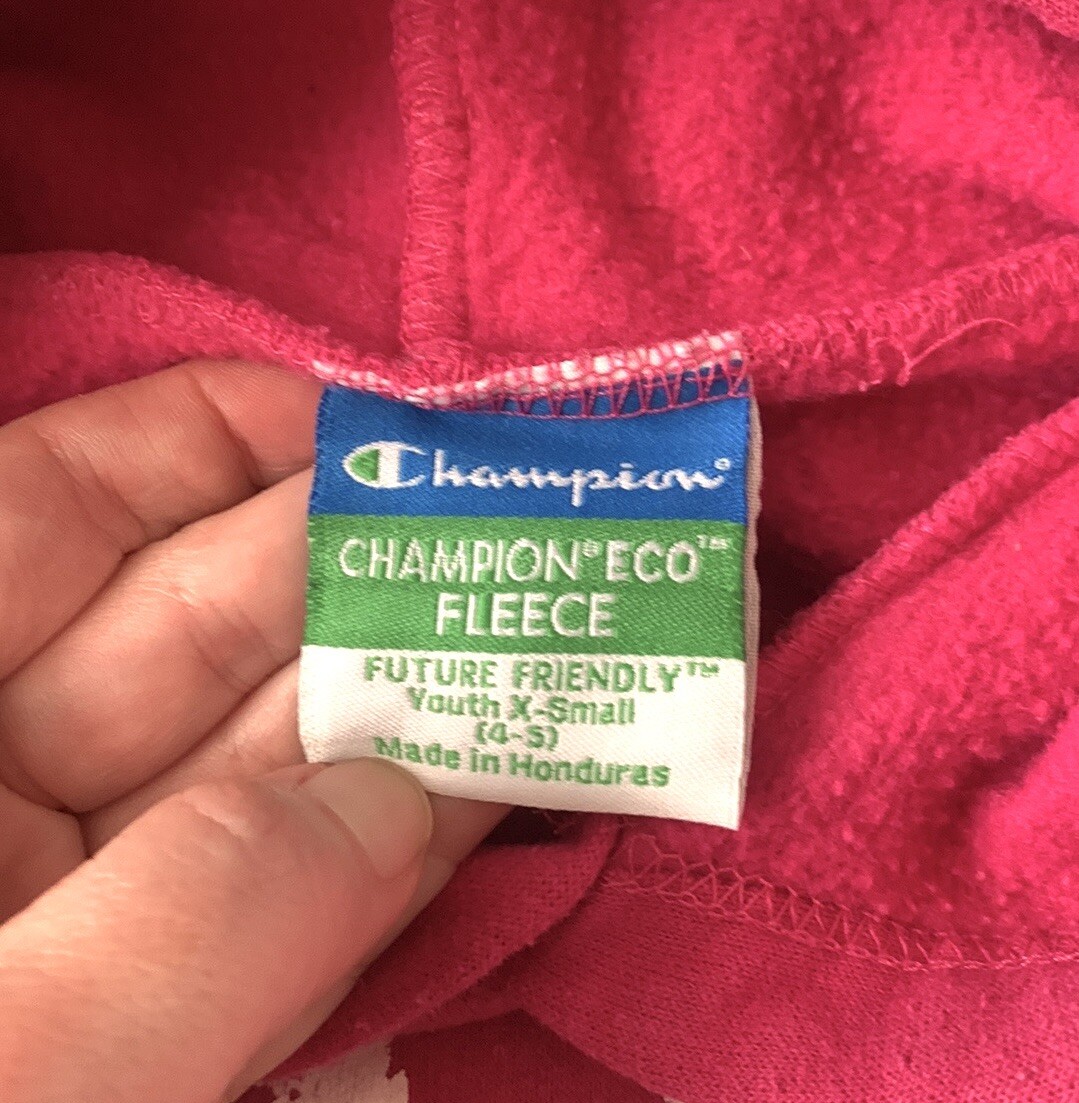 Champion®
CHAMPION® ECO™
FLEECE
FUTURE FRIENDLY™
Youth X-Small
(4-5)
Made in Honduras